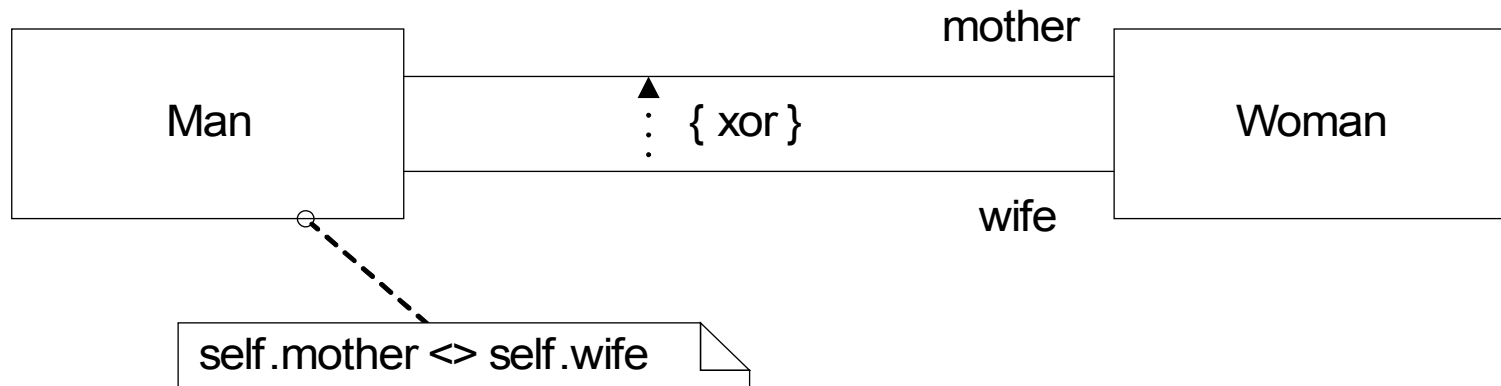 mother
Man
{ xor }
Woman
wife
self.mother <> self.wife